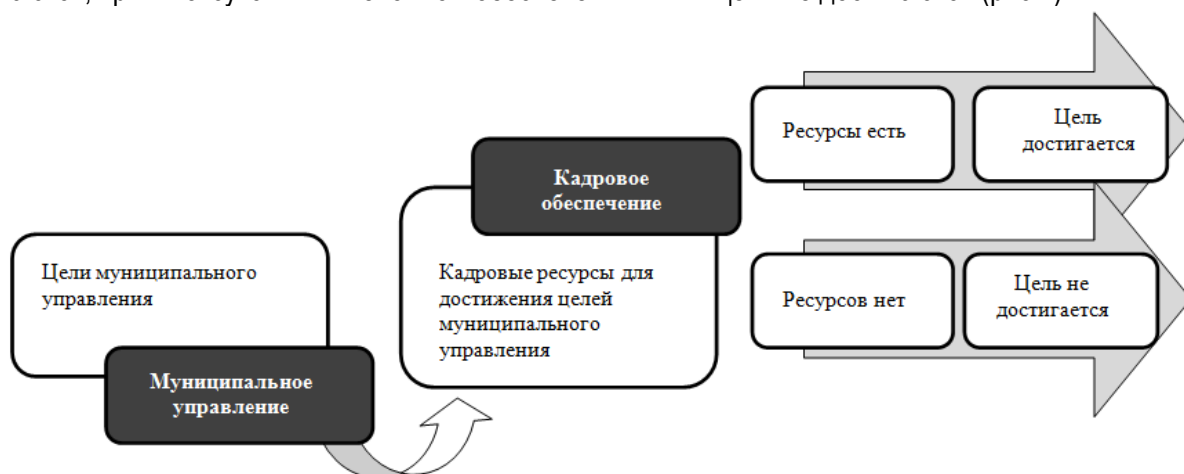 Ресурсы есть
Цель
достигается
Кадровое
обеспечение
Цели муниципального
управления
Кадровые ресурсы для
достижения целей
муниципального
управления
Ресурсов нет
Цель не
достигается
Муниципальное
управление